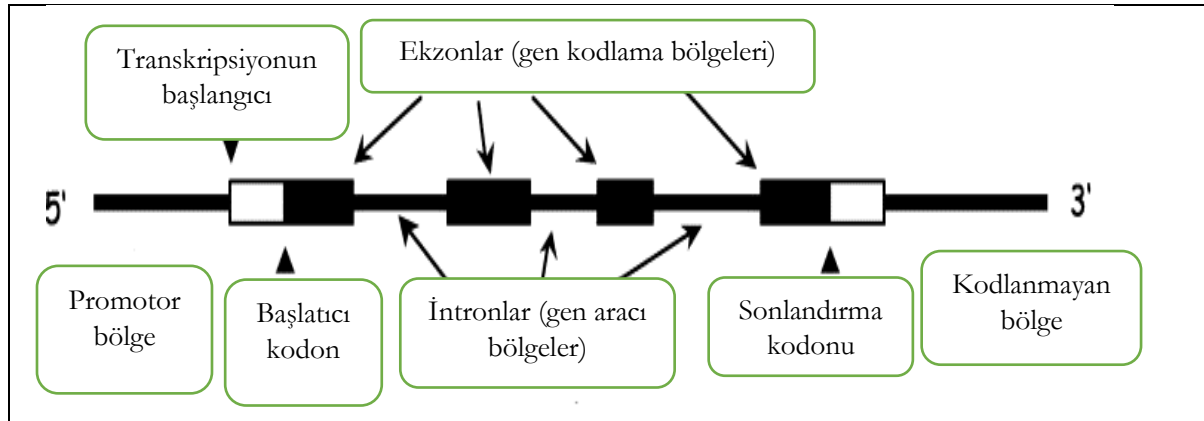 Transkripsiyonun
başlangıcı
Ekzonlar (gen kodlama bölgeleri)
5'
3'
Promotor
bölge
Başlatıcı
kodon
İntronlar (gen aracı
bölgeler)
Sonlandırma
kodonu
Kodlanmayan
bölge